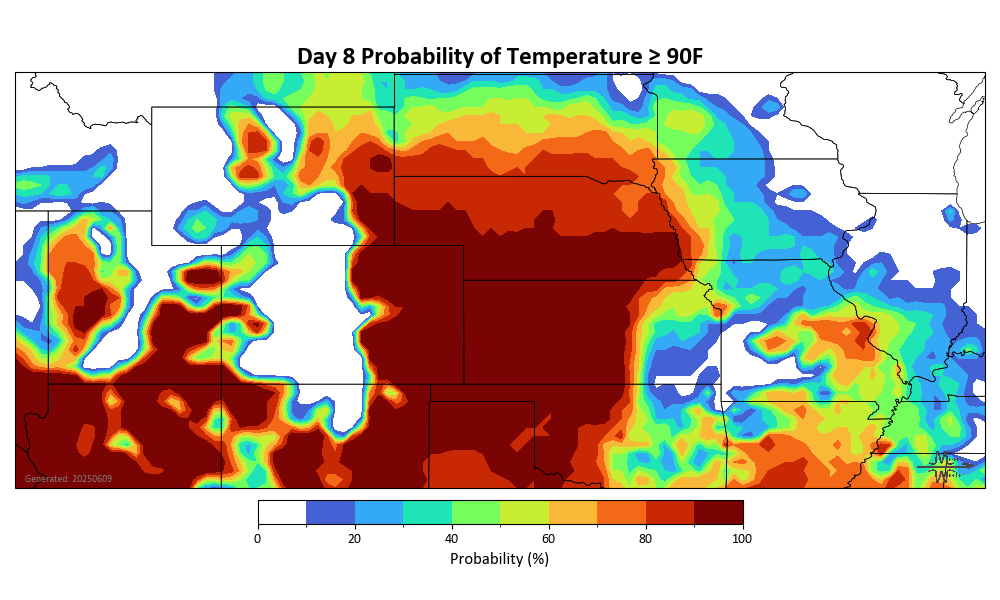 Day 8 Probability of Temperature ≥ 90F
Generated: 20250609
0 20 40 60 80 100
Probability (%)